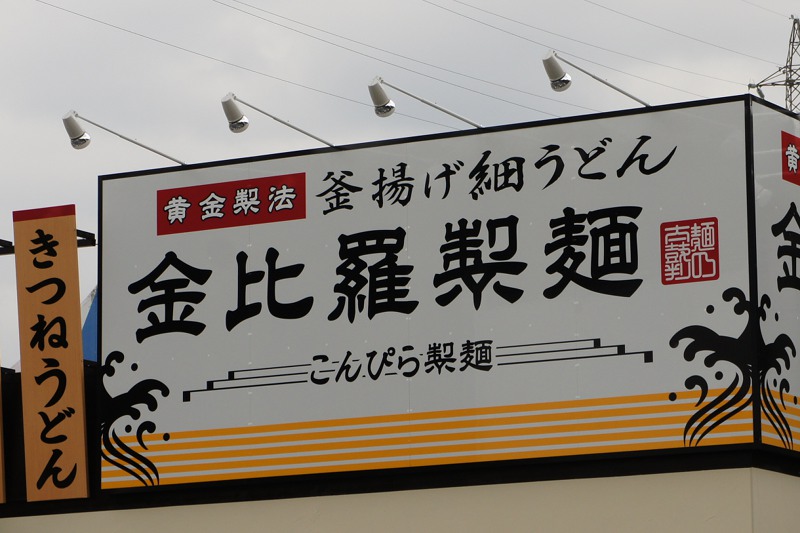 黄金製法
釜揚げ細うどん
金比羅製麺
こんぴら製麺
きつねうどん